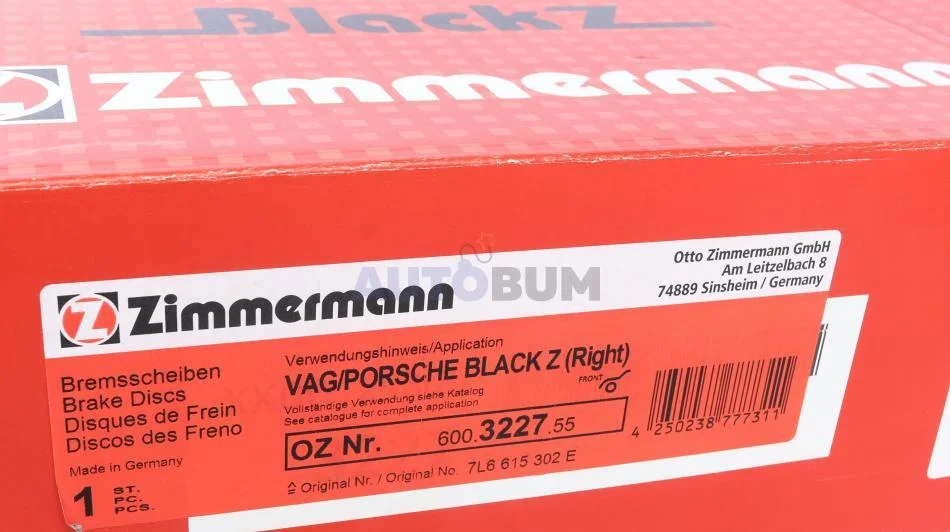 BlackZ
Zimmermann
AUTOBUM
Otto Zimmermann GmbH
Am Leitzelbach 8
74889 Sinsheim / Germany
Z Zimmermann
Bremsscheiben
Brake Discs
Disques de Frein
Discos des Freno
Made in Germany
1 ST.
PC.
PCS.
Verwendungshinweis/Application
VAG/PORSCHE BLACK Z (Right)
FRONT
Vollständige Verwendung siehe Katalog
See catalogue for complete application
OZ Nr. 600.3227.55
≙ Original Nr. / Original No. 7L6 615 302 E
4 250238 777311